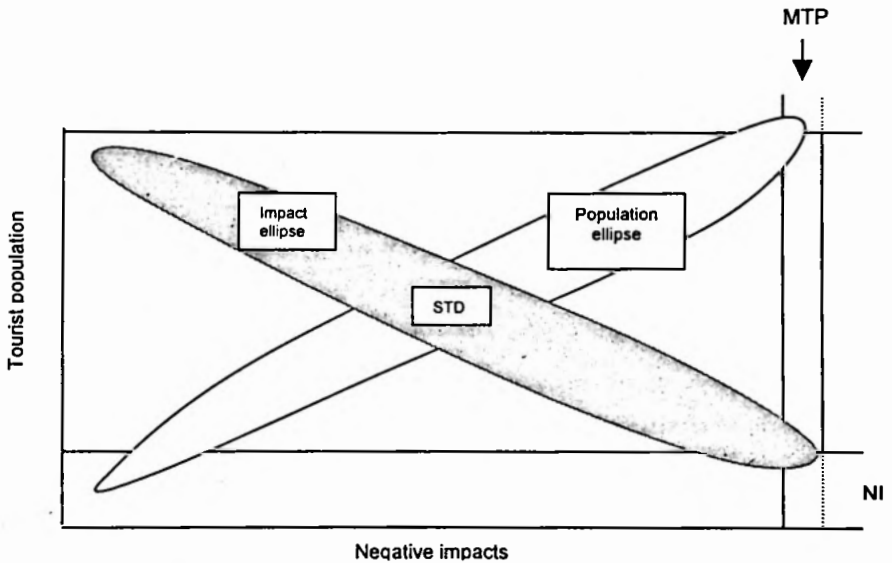 MTP
Impact
ellipse
Population
ellipse
STD
Tourist population
NI
Negative impacts